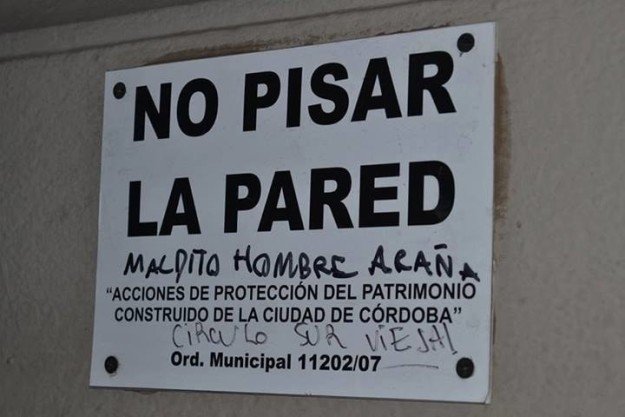 NO PISAR
LA PARED
MALDITO HOMBRE ARAÑA
"ACCIONES DE PROTECCIÓN DEL PATRIMONIO
CONSTRUIDO DE LA CIUDAD DE CÓRDOBA"
CIRCULO SUR
Ord. Municipal 11202/07